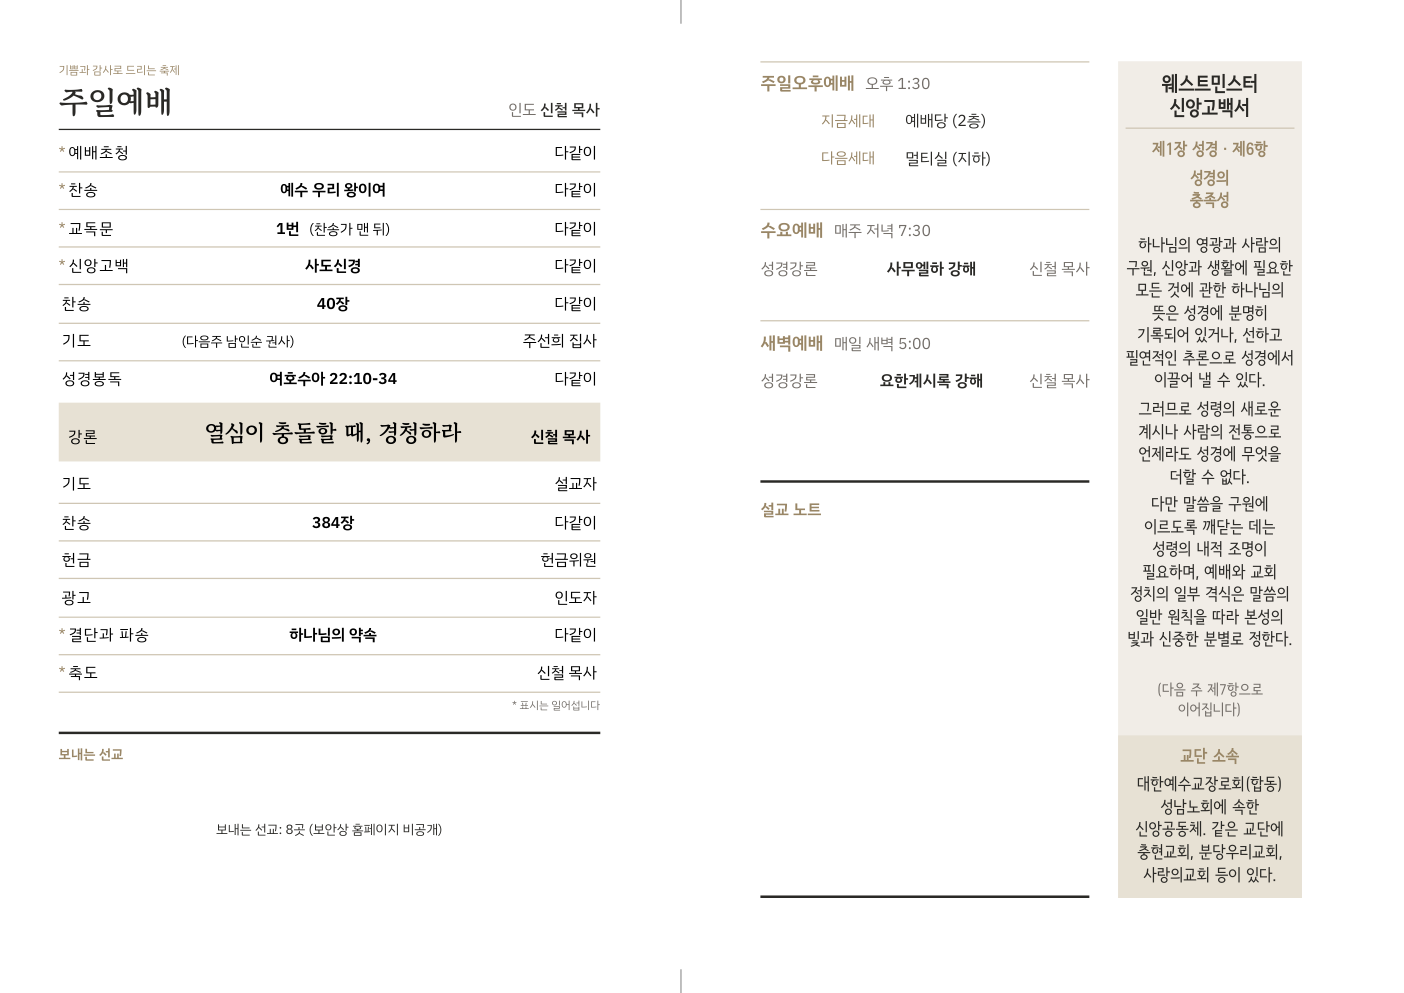 기쁨과 감사로 드리는 축제
주일예배
인도 신철 목사
* 예배초청 다같이
* 찬송 예수 우리 왕이여 다같이
* 교독문 1번 (찬송가 맨 뒤) 다같이
* 신앙고백 사도신경 다같이
찬송 40장 다같이
기도 (다음주 남인순 권사) 주선희 집사
성경봉독 여호수아 22:10-34 다같이
강론 열심이 충돌할 때, 경청하라 신철 목사
기도 설교자
찬송 384장 다같이
헌금 헌금위원
광고 인도자
* 결단과 파송 하나님의 약속 다같이
* 축도 신철 목사
* 표시는 일어섭니다
보내는 선교
보내는 선교: 8곳 (보안상 홈페이지 비공개)
주일오후예배 오후 1:30
지금세대 예배당 (2층)
다음세대 멀티실 (지하)
수요예배 매주 저녁 7:30
성경강론 사무엘하 강해 신철 목사
새벽예배 매일 새벽 5:00
성경강론 요한계시록 강해 신철 목사
설교 노트
웨스트민스터
신앙고백서
제1장 성경 · 제6항
성경의
충족성
하나님의 영광과 사람의
구원, 신앙과 생활에 필요한
모든 것에 관한 하나님의
뜻은 성경에 분명히
기록되어 있거나, 선하고
필연적인 추론으로 성경에서
이끌어 낼 수 있다.
그러므로 성령의 새로운
계시나 사람의 전통으로
언제라도 성경에 무엇을
더할 수 없다.
다만 말씀을 구원에
이르도록 깨닫는 데는
성령의 내적 조명이
필요하며, 예배와 교회
정치의 일부 격식은 말씀의
일반 원칙을 따라 본성의
빛과 신중한 분별로 정한다.
(다음 주 제7항으로
이어집니다)
교단 소속
대한예수교장로회(합동)
성남노회에 속한
신앙공동체. 같은 교단에
충현교회, 분당우리교회,
사랑의교회 등이 있다.